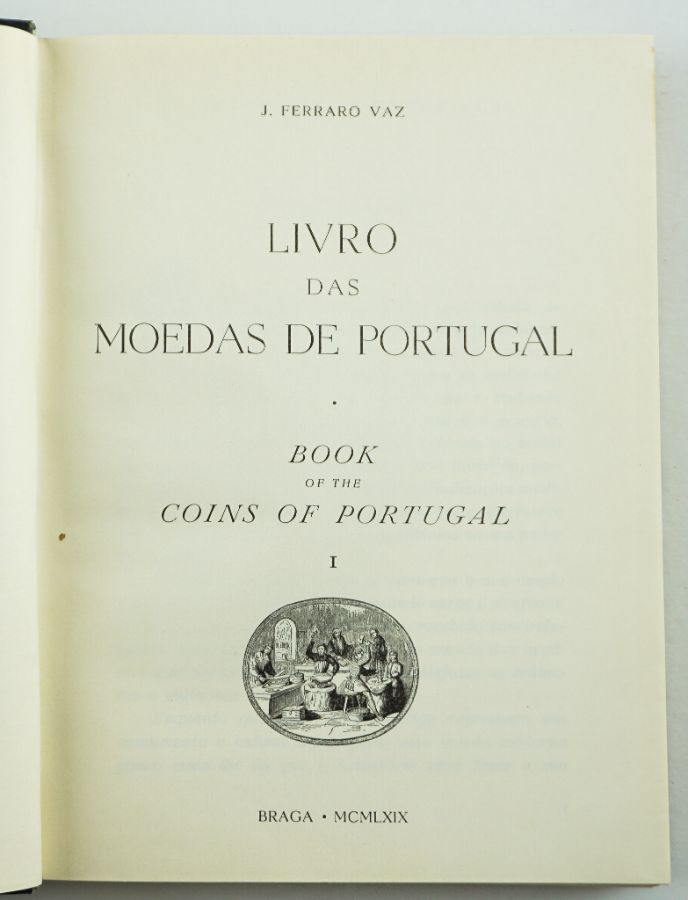 J. FERRARO VAZ
LIVRO
DAS
MOEDAS DE PORTUGAL
•
BOOK
OF THE
COINS OF PORTUGAL
I
BRAGA • MCMLXIX